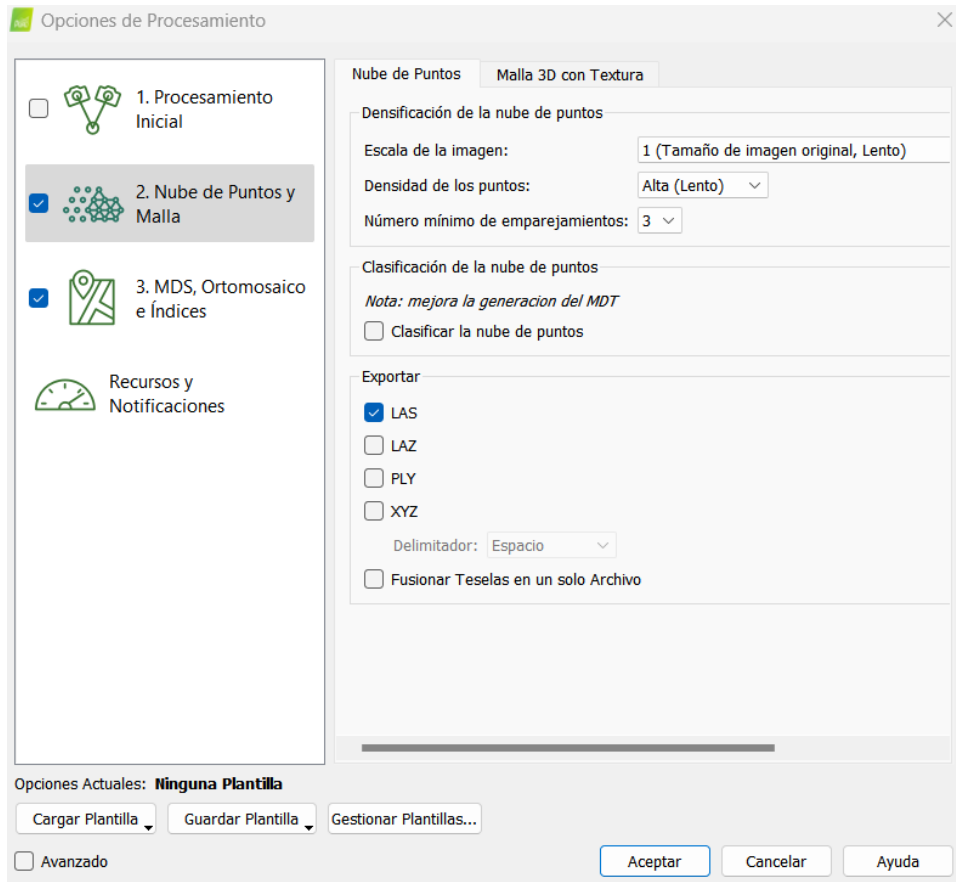 Opciones de Procesamiento
1. Procesamiento
Inicial
2. Nube de Puntos y
Malla
3. MDS, Ortomosaico
e Índices
Recursos y
Notificaciones
Nube de Puntos
Malla 3D con Textura
Densificación de la nube de puntos
Escala de la imagen: 1 (Tamaño de imagen original, Lento)
Densidad de los puntos: Alta (Lento)
Número mínimo de emparejamientos: 3
Clasificación de la nube de puntos
Nota: mejora la generacion del MDT
Clasificar la nube de puntos
Exportar
LAS
LAZ
PLY
XYZ
Delimitador: Espacio
Fusionar Teselas en un solo Archivo
Opciones Actuales: Ninguna Plantilla
Cargar Plantilla Guardar Plantilla Gestionar Plantillas...
Avanzado Aceptar Cancelar Ayuda